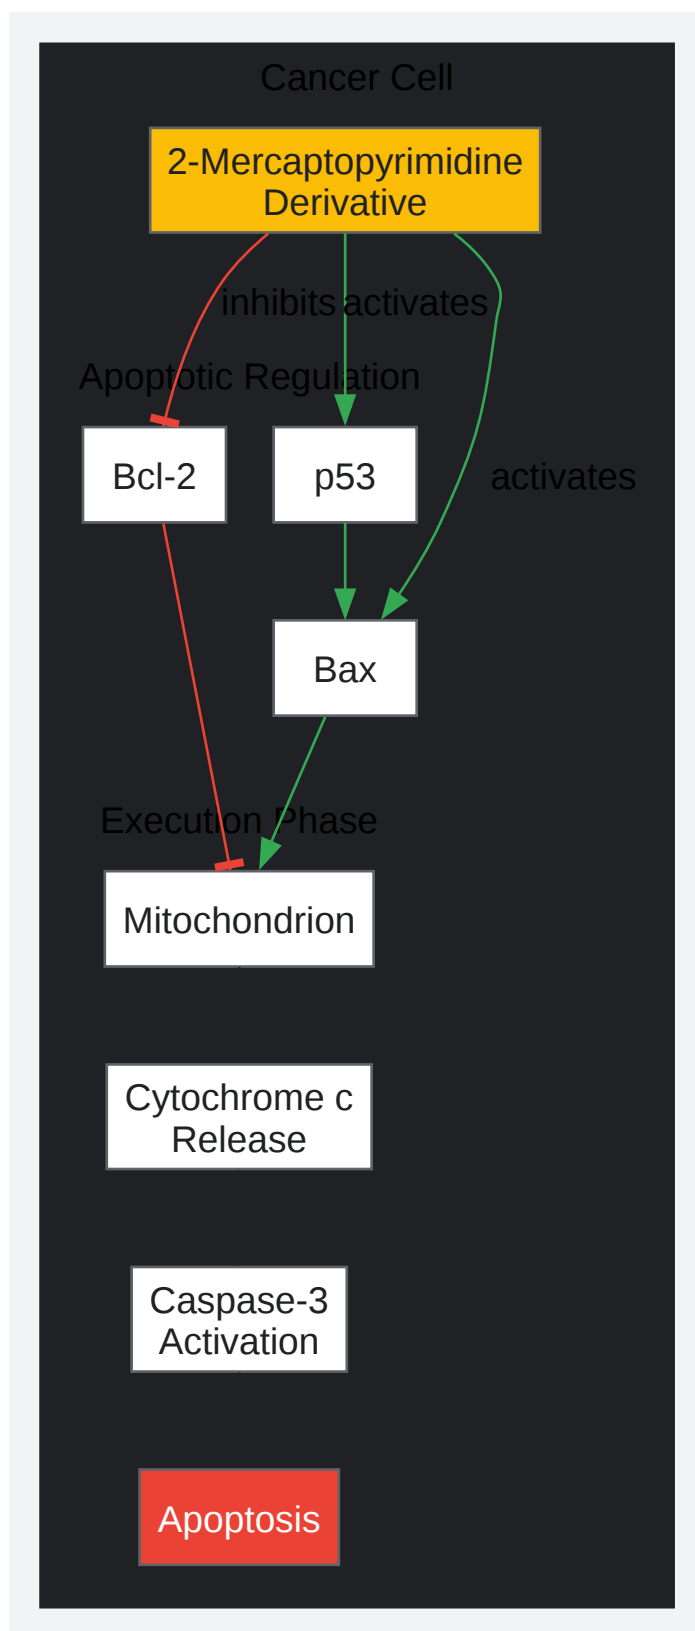 Cancer Cell
2-Mercaptopyrimidine
Derivative
inhibits
activates
Apoptotic Regulation
Bcl-2
p53
activates
Bax
Execution Phase
Mitochondrion
Cytochrome c
Release
Caspase-3
Activation
Apoptosis